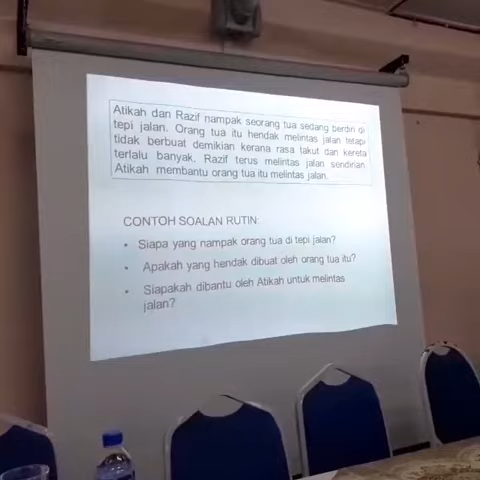 Atikah dan Razif nampak seorang tua sedang berdiri di
tepi jalan. Orang tua itu hendak melintas jalan tetapi
tidak berbuat demikian kerana rasa takut dan kereta
terlalu banyak. Razif terus melintas jalan sendirian
Atikah membantu orang tua itu melintas jalan.
CONTOH SOALAN RUTIN:
• Siapa yang nampak orang tua di tepi jalan?
• Apakah yang hendak dibuat oleh orang tua itu?
• Siapakah dibantu oleh Atikah untuk melintas
jalan?